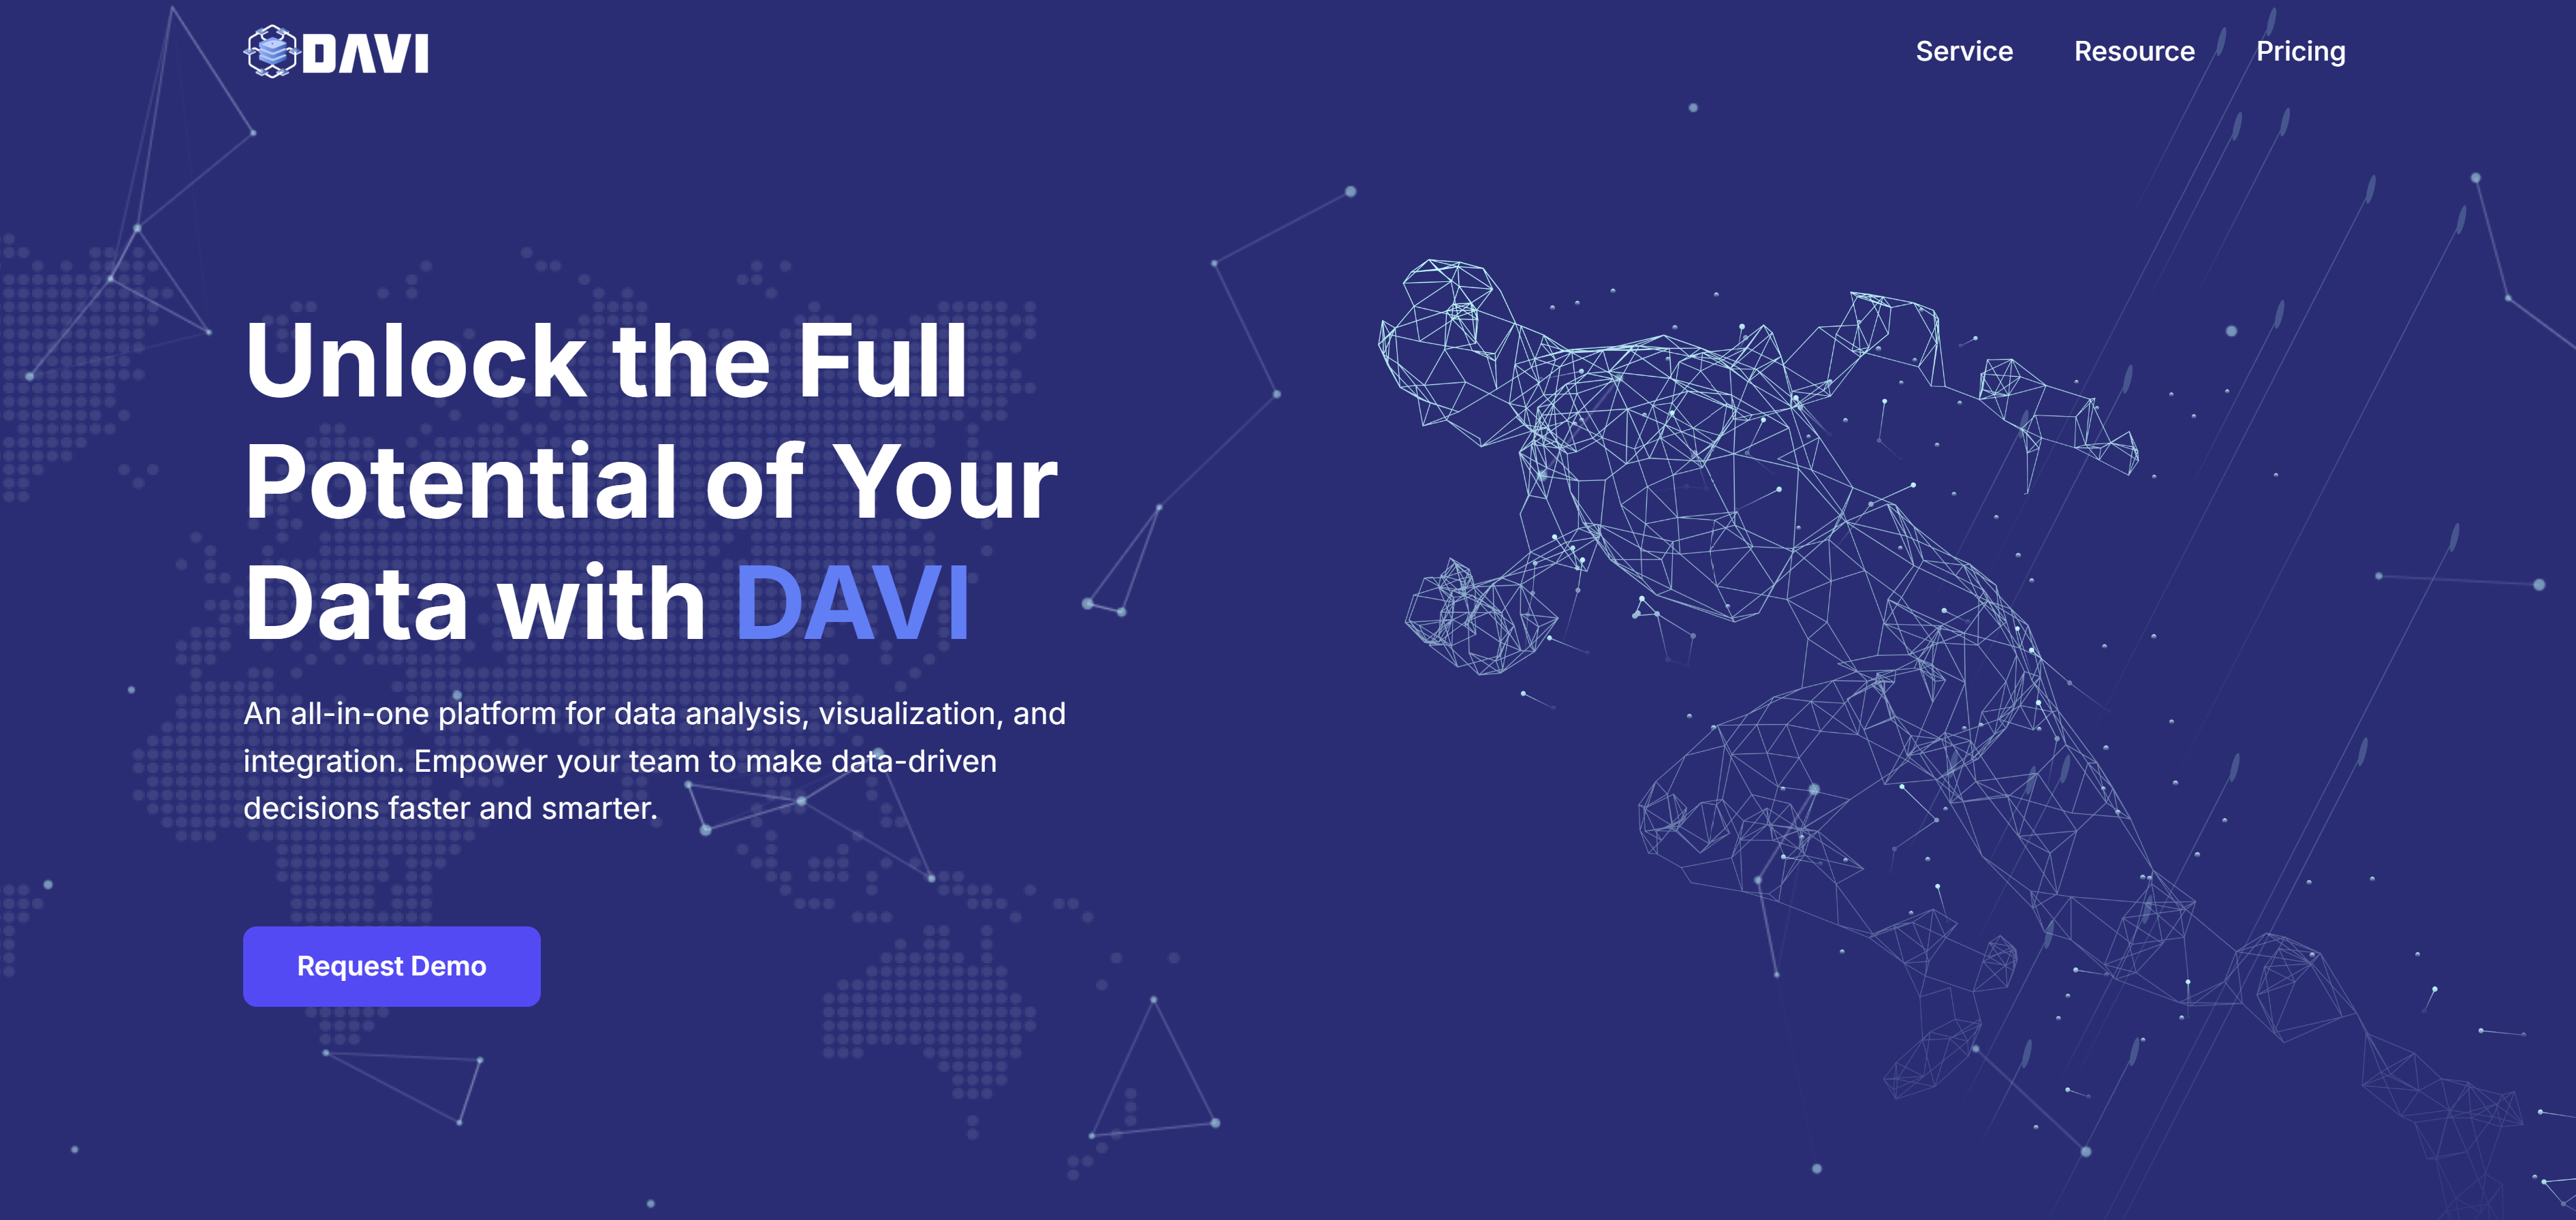 DAVI
Service
Resource
Pricing
Unlock the Full
Potential of Your
Data with DAVI
An all-in-one platform for data analysis, visualization, and
integration. Empower your team to make data-driven
decisions faster and smarter.
Request Demo